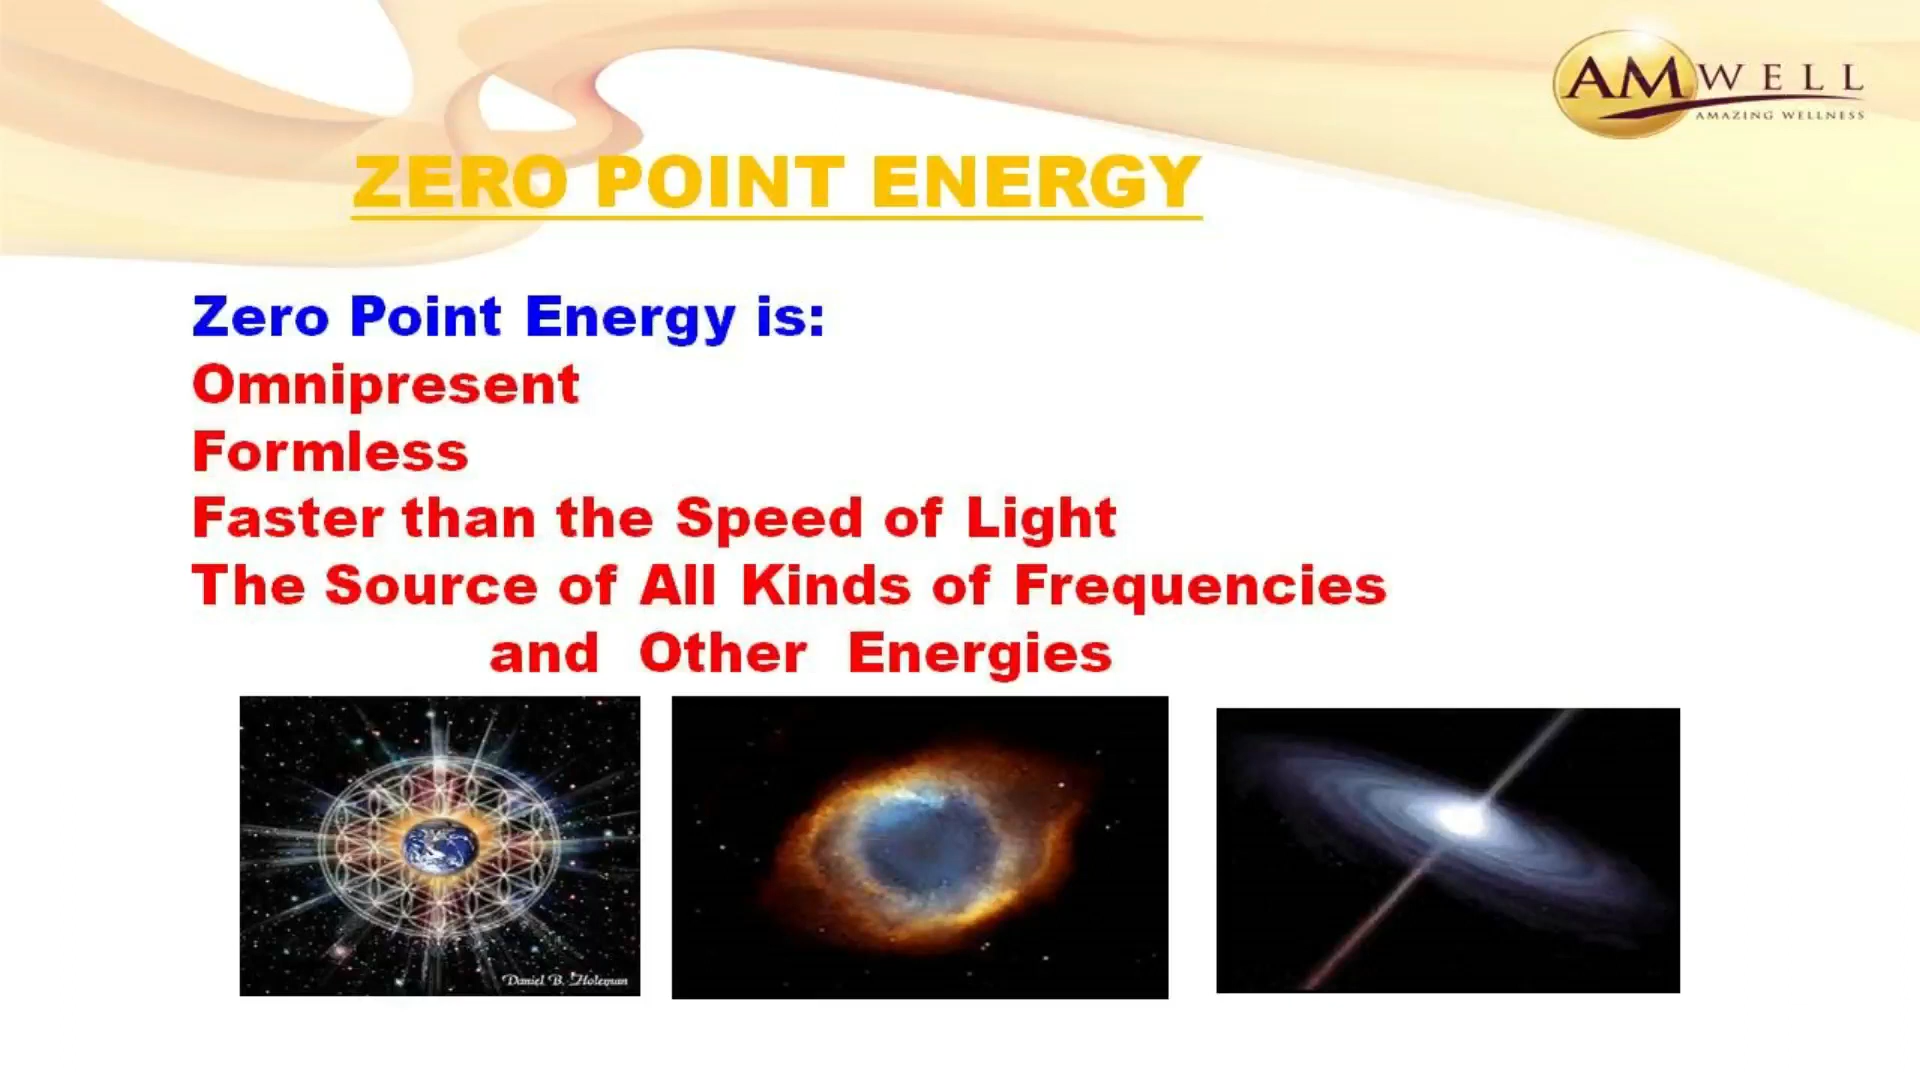 AMWELL
AMAZING WELLNESS
ZERO POINT ENERGY
Zero Point Energy is:
Omnipresent
Formless
Faster than the Speed of Light
The Source of All Kinds of Frequencies
and Other Energies
Daniel B. Holeman